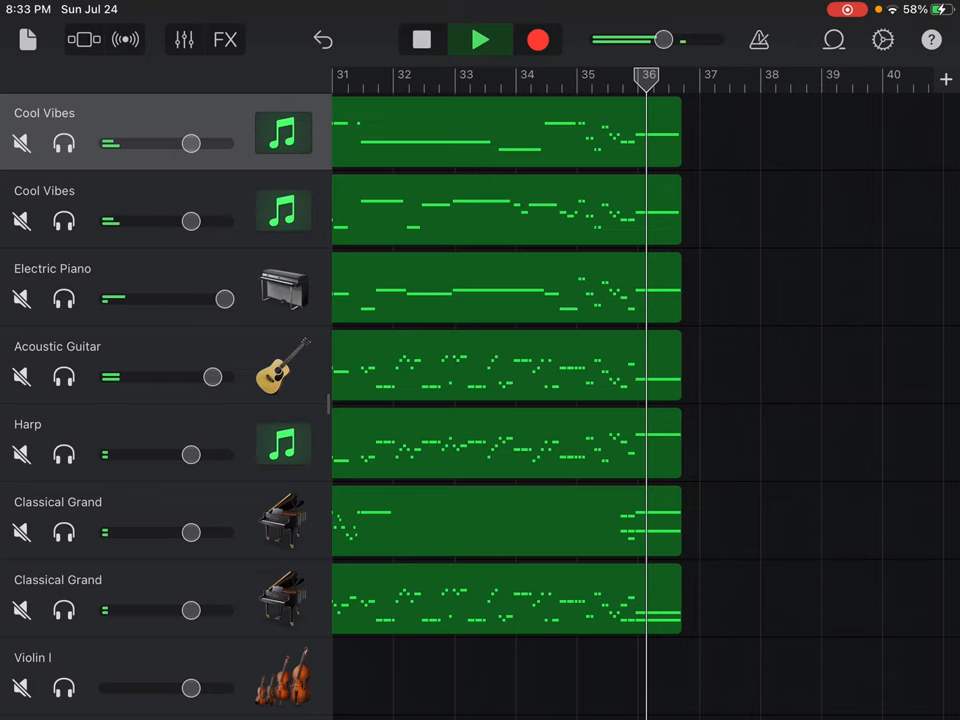 8:33 PM Sun Jul 24
58%
FX
?
31 32 33 34 35 36 37 38 39 40 +
Cool Vibes
Cool Vibes
Electric Piano
Acoustic Guitar
Harp
Classical Grand
Classical Grand
Violin I